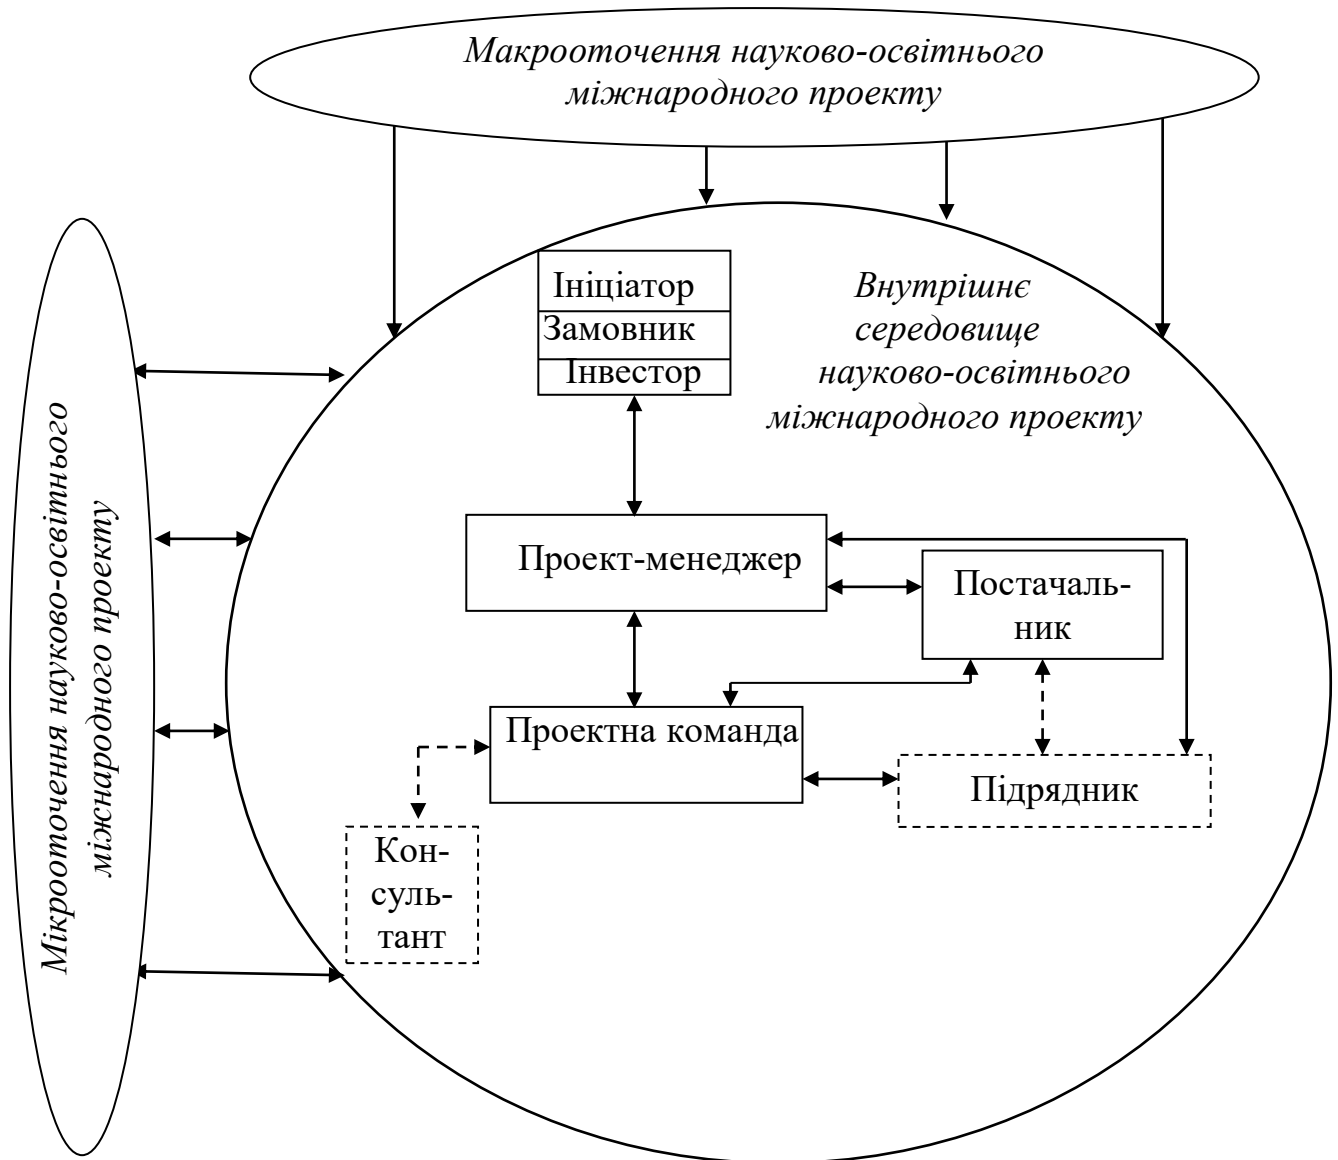 Макрооточення науково-освітнього
міжнародного проекту
Мікрооточення науково-освітнього
міжнародного проекту
Ініціатор
Замовник
Інвестор
Внутрішнє
середовище
науково-освітнього
міжнародного проекту
Проект-менеджер
Постачаль-
ник
Проектна команда
Підрядник
Кон-
суль-
тант